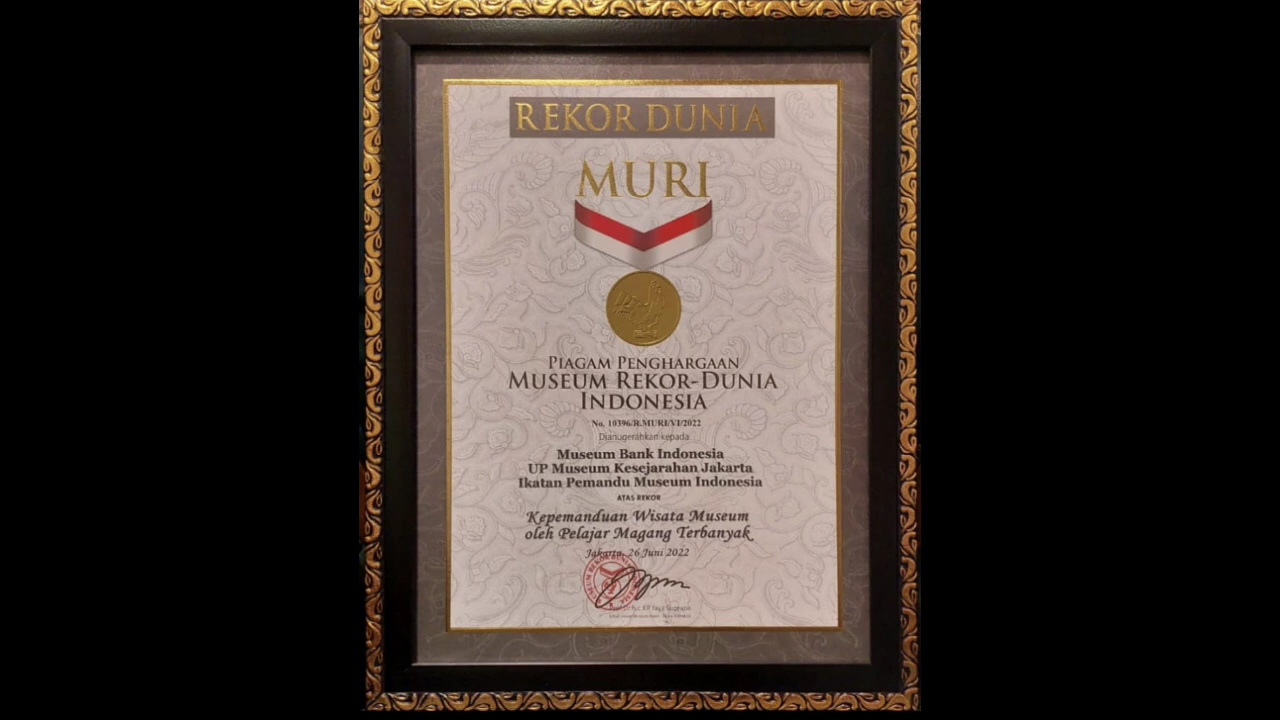 REKOR DUNIA
MURI
PIAGAM PENGHARGAAN
MUSEUM REKOR-DUNIA
INDONESIA
No. 10396/R.MURI/VI/2022
Dianugerahkan kepada
Museum Bank Indonesia
UP Museum Kesejarahan Jakarta
Ikatan Pemandu Museum Indonesia
ATAS REKOR
Kepemanduan Wisata Museum
oleh Pelajar Magang Terbanyak
Jakarta, 26 Juni 2022